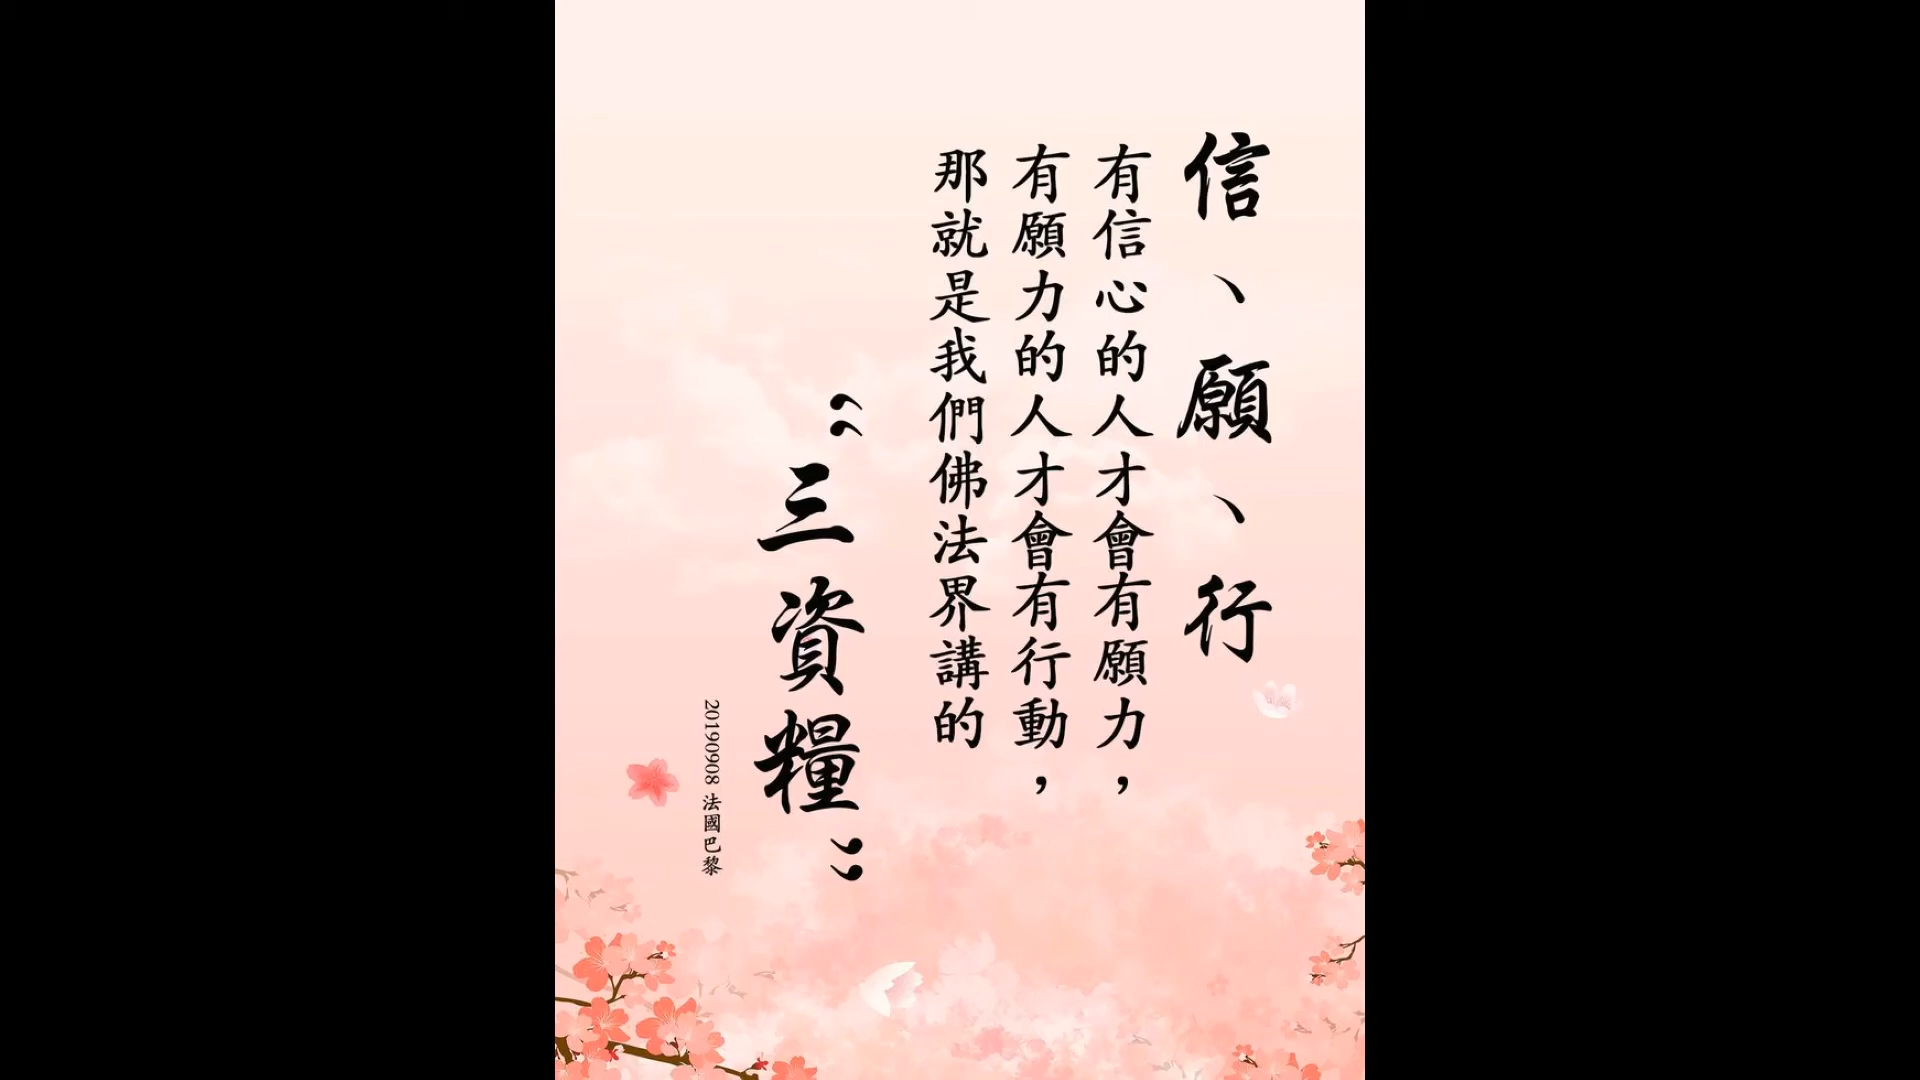 信、願、行
有信心的人才會有願力，
有願力的人才會有行動，
那就是我們佛法界講的
“三資糧”
20190908 法國巴黎